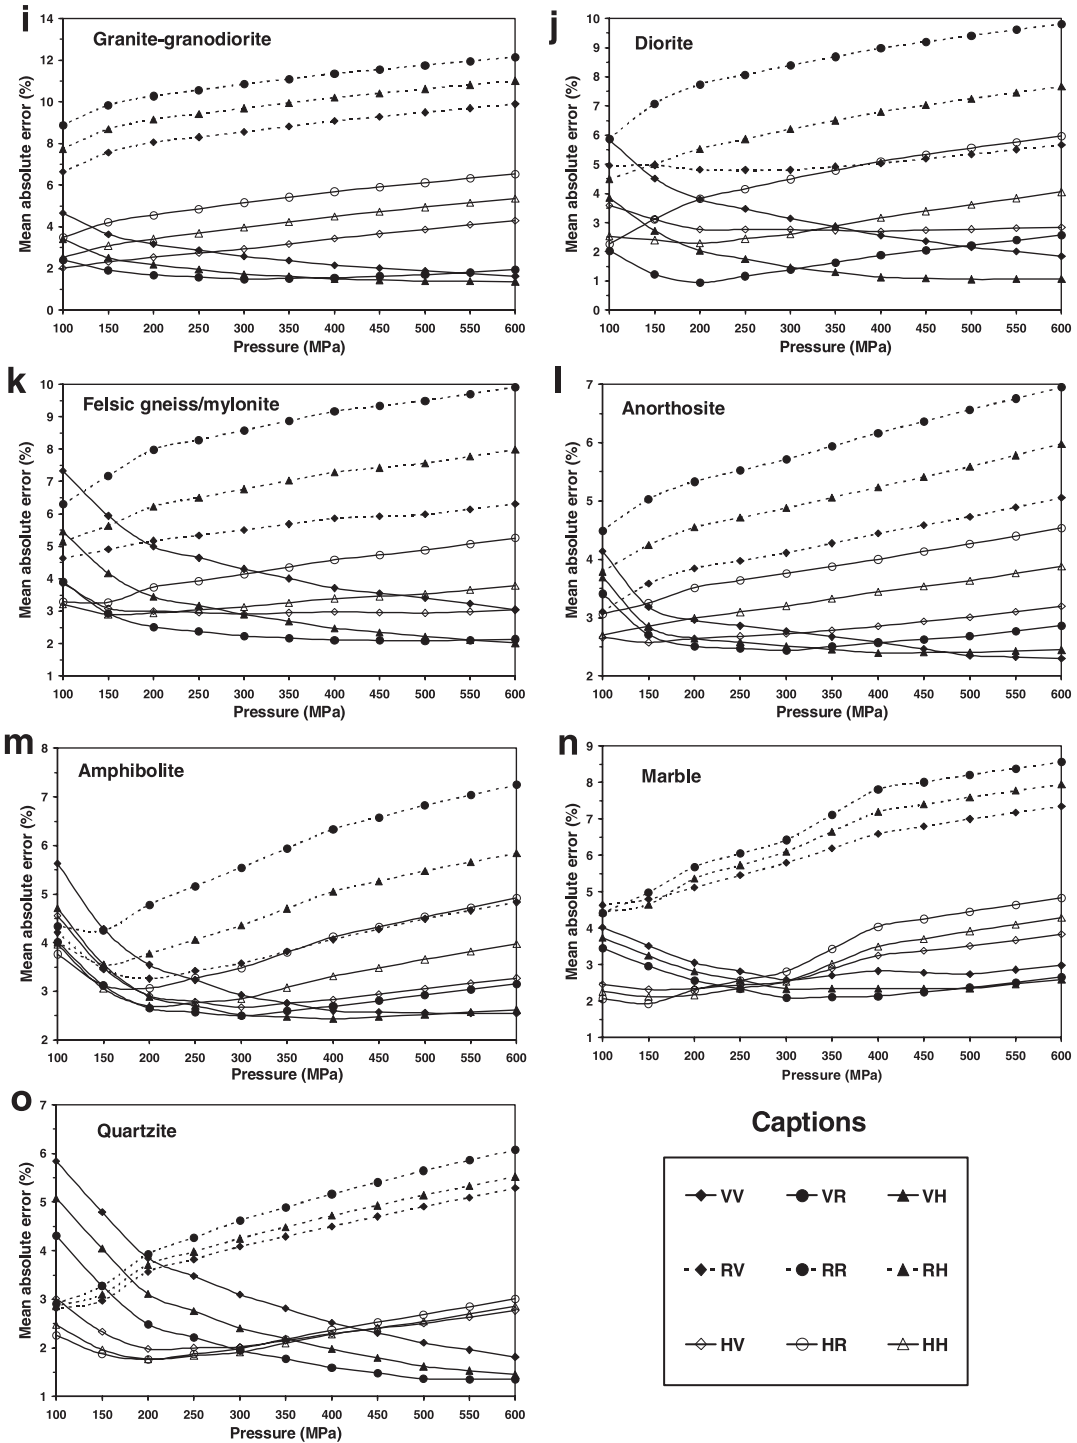 i
Granite-granodiorite
Mean absolute error (%)
14
12
10
8
6
4
2
0
100 150 200 250 300 350 400 450 500 550 600
Pressure (MPa)
j
Diorite
Mean absolute error (%)
10
9
8
7
6
5
4
3
2
1
0
100 150 200 250 300 350 400 450 500 550 600
Pressure (MPa)
k
Felsic gneiss/mylonite
Mean absolute error (%)
10
9
8
7
6
5
4
3
2
1
100 150 200 250 300 350 400 450 500 550 600
Pressure (MPa)
l
Anorthosite
Mean absolute error (%)
7
6
5
4
3
2
100 150 200 250 300 350 400 450 500 550 600
Pressure (MPa)
m
Amphibolite
Mean absolute error (%)
8
7
6
5
4
3
2
100 150 200 250 300 350 400 450 500 550 600
Pressure (MPa)
n
Marble
Mean absolute error (%)
9
8
7
6
5
4
3
2
1
100 150 200 250 300 350 400 450 500 550 600
Pressure (MPa)
o
Quartzite
Mean absolute error (%)
7
6
5
4
3
2
1
100 150 200 250 300 350 400 450 500 550 600
Pressure (MPa)
Captions
VV VR VH
RV RR RH
HV HR HH